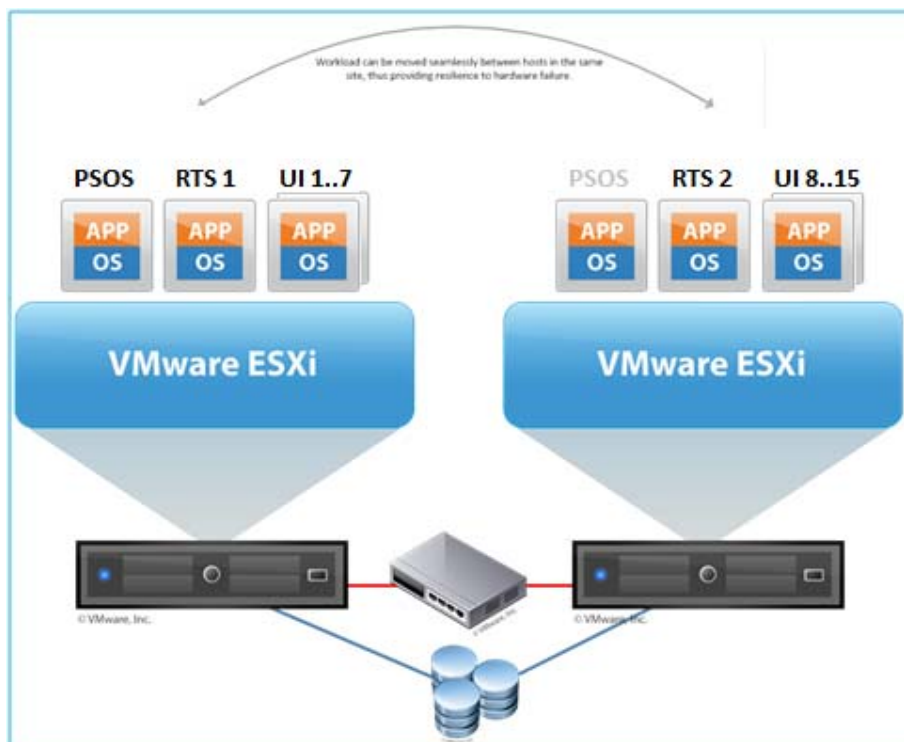 Workload can be moved seamlessly between hosts in the same
site, thus providing resilience to hardware failure.
PSOS RTS 1 UI 1..7
PSOS RTS 2 UI 8..15
APP APP APP
OS OS OS
APP APP APP
OS OS OS
VMware ESXi
VMware ESXi
© VMware, Inc.
© VMware, Inc.
© VMware, Inc.